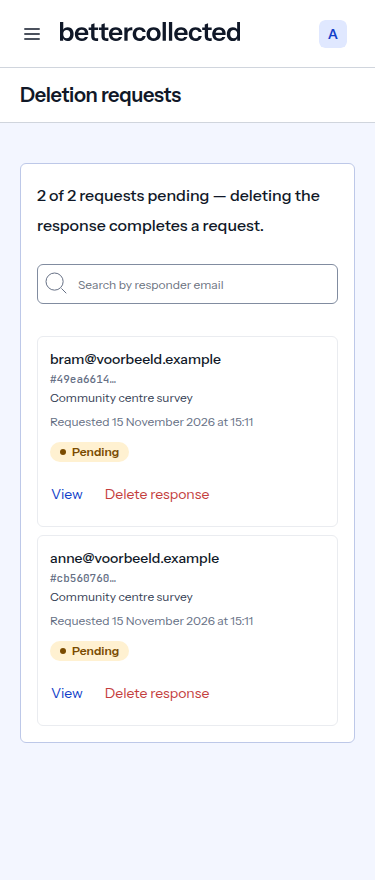 bettercollected
A
Deletion requests
2 of 2 requests pending — deleting the
response completes a request.
Search by responder email
bram@voorbeeld.example
#49ea6614…
Community centre survey
Requested 15 November 2026 at 15:11
Pending
View Delete response
anne@voorbeeld.example
#cb560760…
Community centre survey
Requested 15 November 2026 at 15:11
Pending
View Delete response